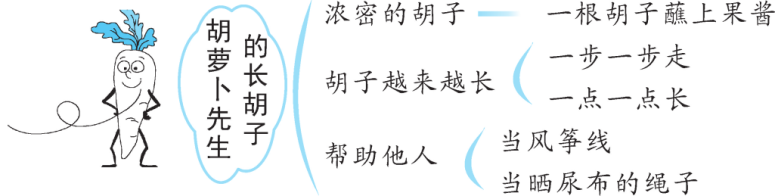 胡萝卜先生
的长胡子
浓密的胡子 一根胡子蘸上果酱
胡子越来越长
一步一步走
一点一点长
帮助他人
当风筝线
当晒尿布的绳子